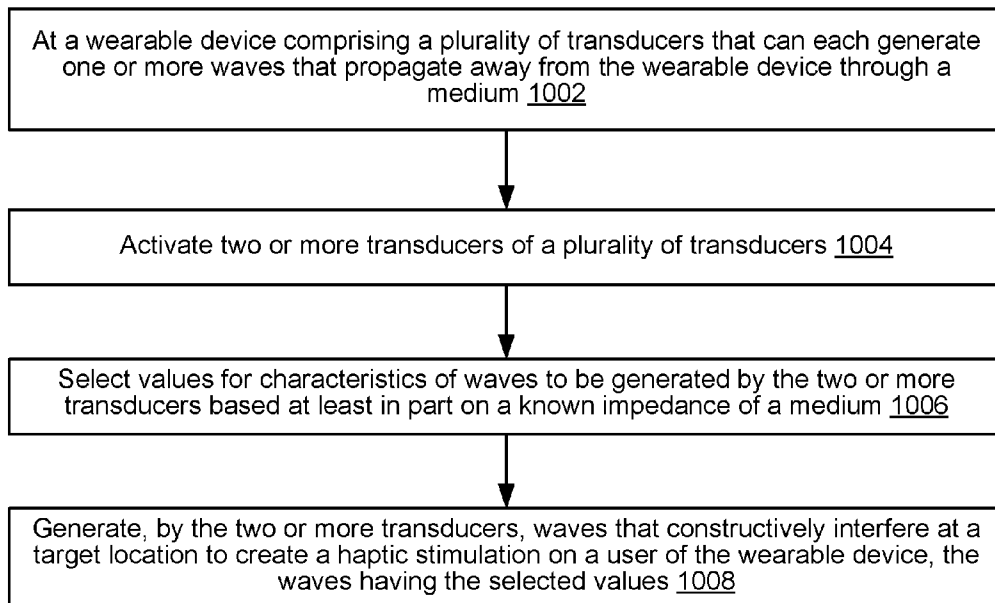 At a wearable device comprising a plurality of transducers that can each generate
one or more waves that propagate away from the wearable device through a
medium 1002
Activate two or more transducers of a plurality of transducers 1004
Select values for characteristics of waves to be generated by the two or more
transducers based at least in part on a known impedance of a medium 1006
Generate, by the two or more transducers, waves that constructively interfere at a
target location to create a haptic stimulation on a user of the wearable device, the
waves having the selected values 1008